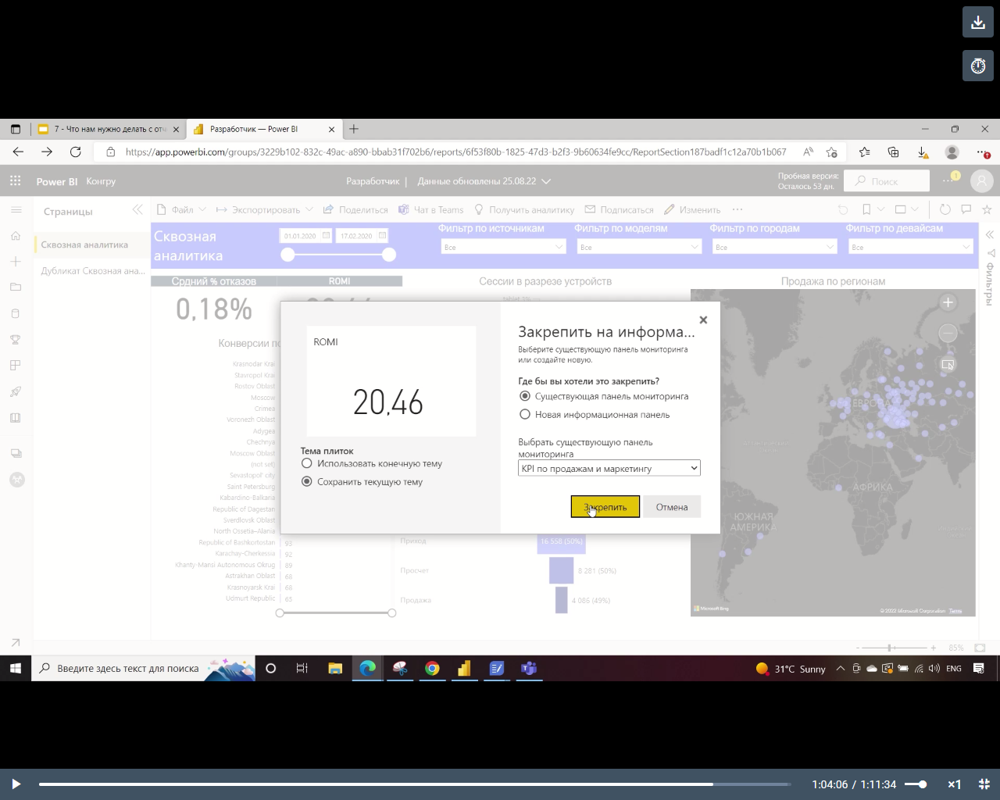 7 - Что нам нужно делать с отч
Разработчик — Power BI
https://app.powerbi.com/groups/3229b102-832c-49ac-a890-bbab31f702b6/reports/6f53f80b-1825-47d3-b2f3-9b60634fe9cc/ReportSection187badf1c12a70b1b067
Power BI Конгру
Разработчик | Данные обновлены 25.08.22
Пробная версия:
Осталось 53 дн.
Поиск
1
Страницы
Файл Экспортировать Поделиться Чат в Teams Получить аналитику Подписаться Изменить
Сквозная аналитика
Дубликат Сквозная ана...
Сквозная
аналитика
01.01.2020 17.02.2020
Фильтр по источникам Фильтр по моделям Фильтр по городам Фильтр по девайсам
Все Все Все Все
Фильтры
Срдний % отказов ROMI
Сессии в разрезе устройств
Продажа по регионам
0,18%
Конверсии по
Krasnodar Krai
Stavropol Krai
Rostov Oblast
Moscow
Crimea
Voronezh Oblast
Adygea
Chechnya
Moscow Oblast
(not set)
Sevastopol' city
Saint Petersburg
Kabardino-Balkaria
Republic of Dagestan
Sverdlovsk Oblast
North Ossetia–Alania
Republic of Bashkortostan 93
Karachay-Cherkessia 92
Khanty-Mansi Autonomous Okrug 89
Astrakhan Oblast 68
Krasnoyarsk Krai 68
Udmurt Republic 65
ROMI
20,46
Тема плиток
Использовать конечную тему
Сохранить текущую тему
Закрепить на информа...
Выберите существующую панель мониторинга
или создайте новую.
Где бы вы хотели это закрепить?
Существующая панель мониторинга
Новая информационная панель
Выбрать существующую панель
мониторинга
KPI по продажам и маркетингу
Закрепить Отмена
Приход 16 558 (50%)
Просчет 8 281 (50%)
Продажа 4 086 (49%)
ЕВРОПА
АФРИКА
ЮЖНАЯ
АМЕРИКА
Microsoft Bing
© 2022 Microsoft Corporation Terms
85%
Введите здесь текст для поиска
31°C Sunny
ENG
1:04:06 / 1:11:34
×1